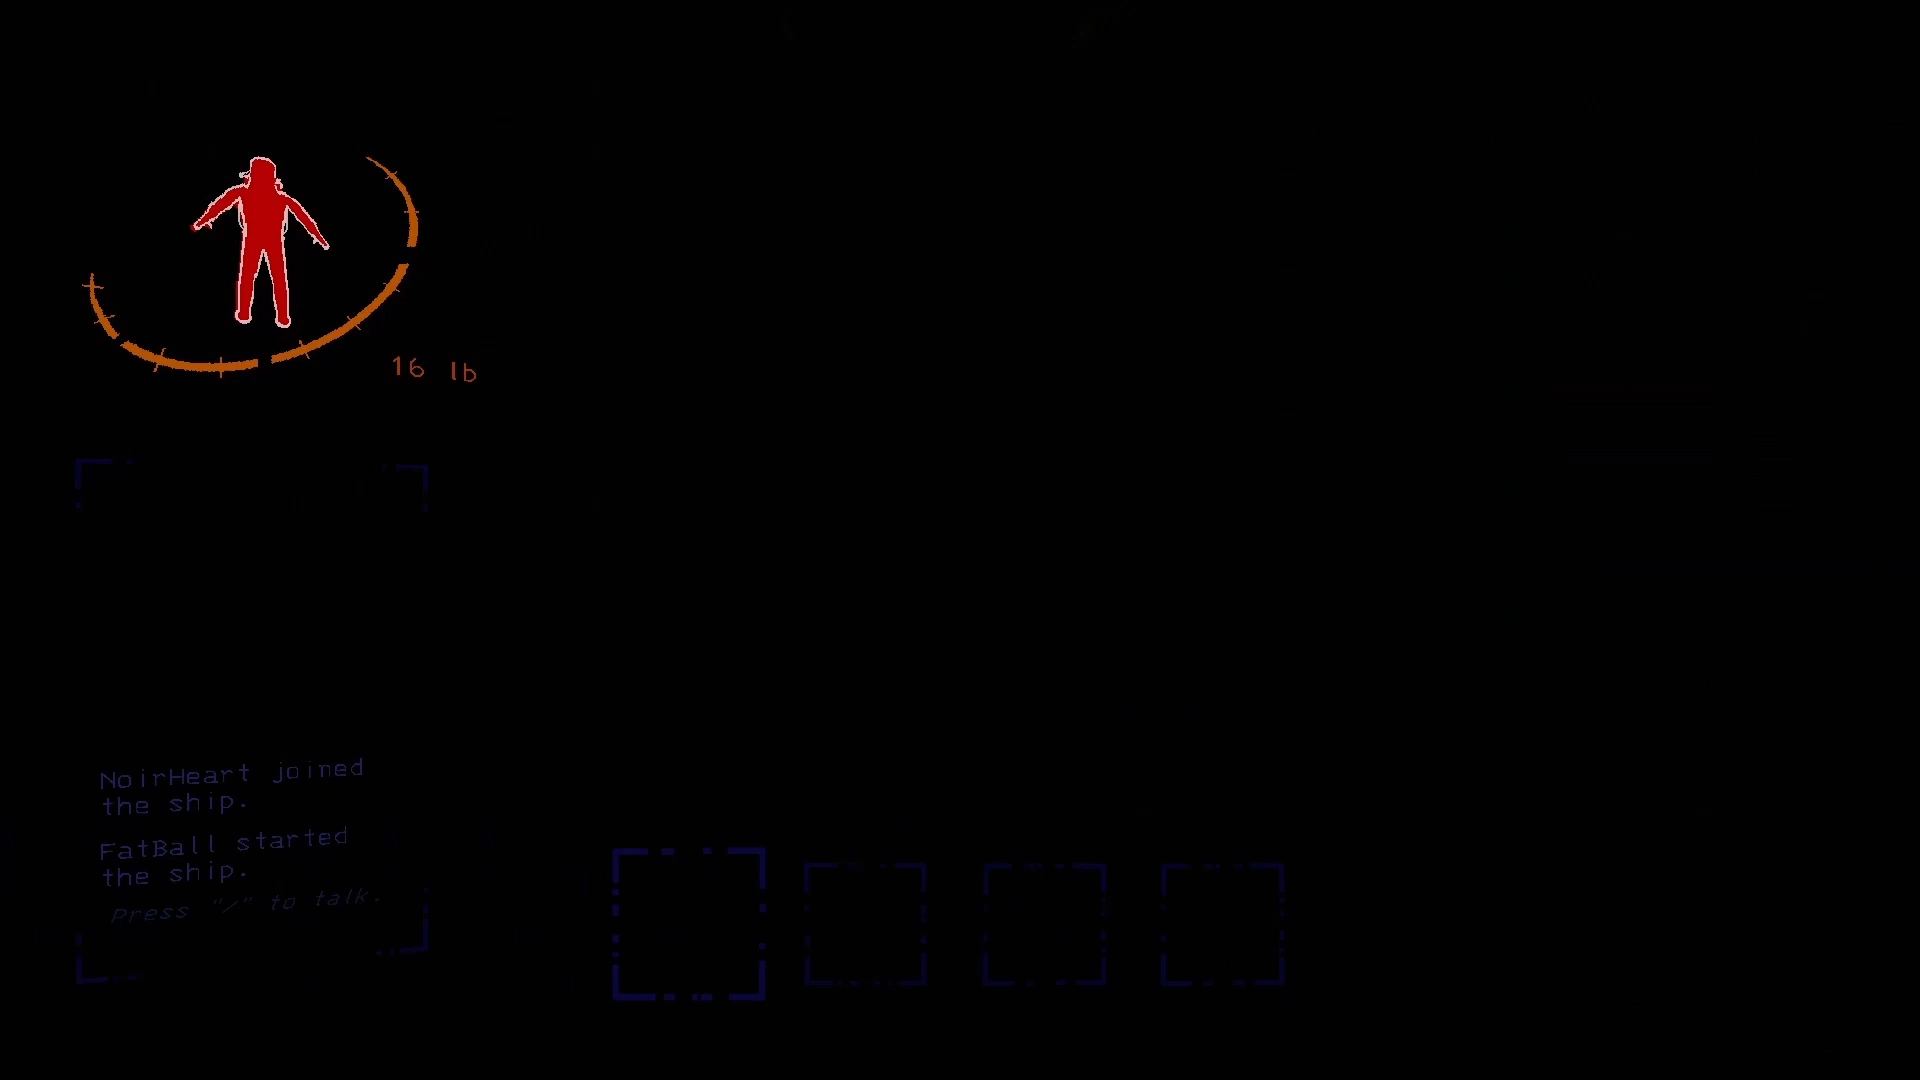 16 lb
NoirHeart joined
the ship.
FatBall started
the ship.
Press "/" to talk.